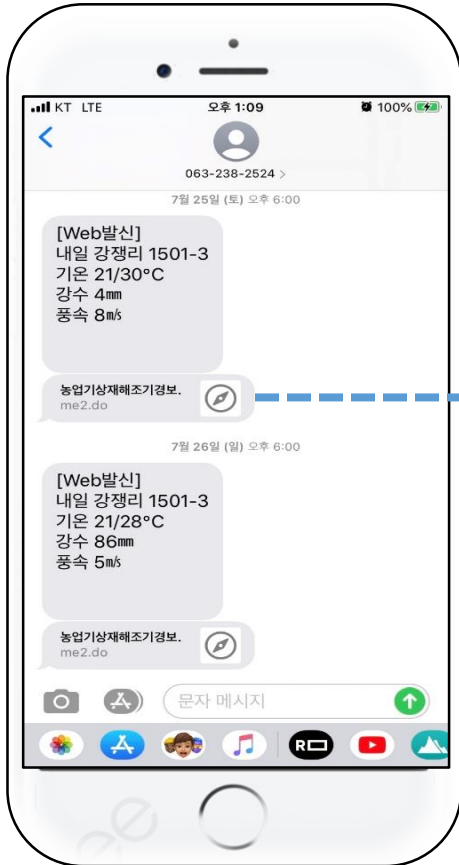 KT LTE 오후 1:09 100%
063-238-2524 >
7월 25일 (토) 오후 6:00
[Web발신]
내일 강쟁리 1501-3
기온 21/30°C
강수 4㎜
풍속 8㎧
농업기상재해조기경보.
me2.do
7월 26일 (일) 오후 6:00
[Web발신]
내일 강쟁리 1501-3
기온 21/28°C
강수 86㎜
풍속 5㎧
농업기상재해조기경보.
me2.do
문자 메시지